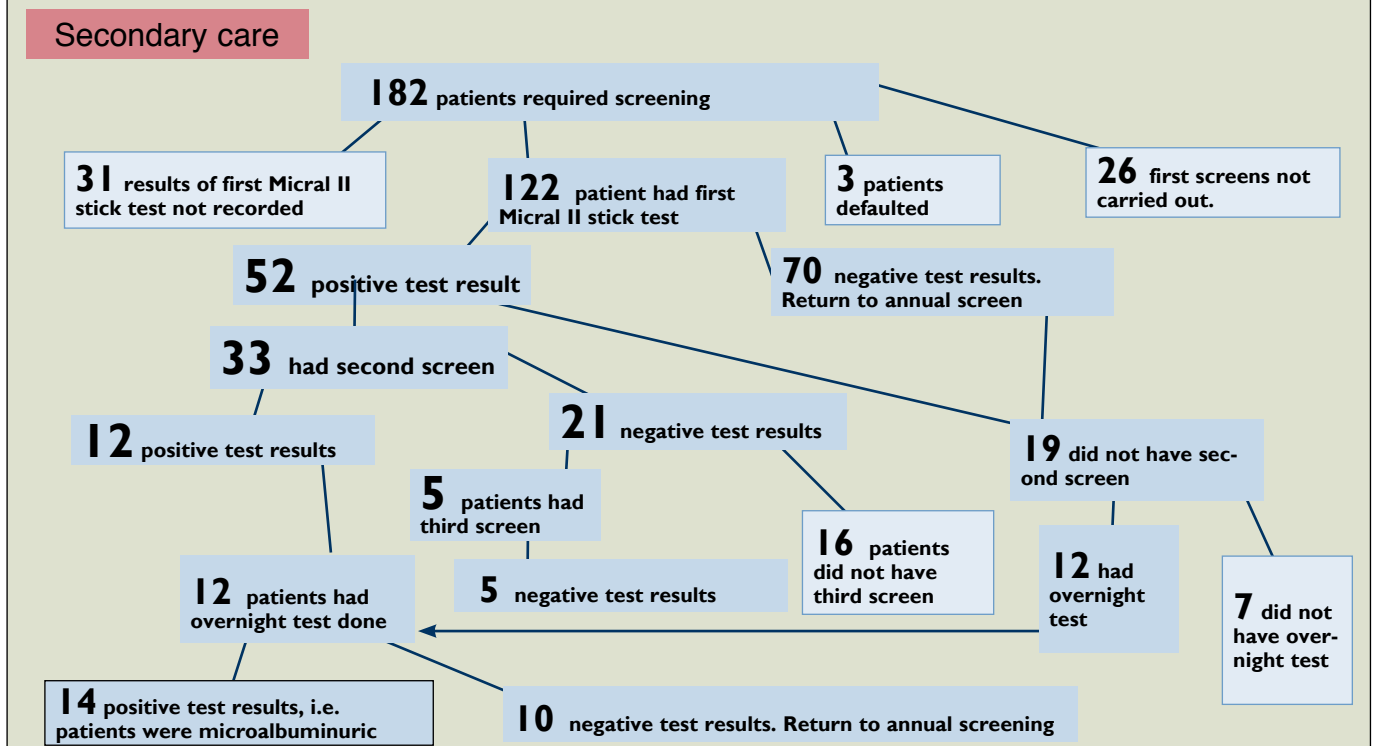 Secondary care
182 patients required screening
31 results of first Micral II
stick test not recorded
122 patient had first
Micral II stick test
3 patients
defaulted
26 first screens not
carried out.
52 positive test result
70 negative test results.
Return to annual screen
33 had second screen
12 positive test results
21 negative test results
19 did not have sec-
ond screen
5 patients had
third screen
16 patients
did not have
third screen
12 had
overnight
test
7 did not
have over-
night test
12 patients had
overnight test done
5 negative test results
14 positive test results, i.e.
patients were microalbuminuric
10 negative test results. Return to annual screening